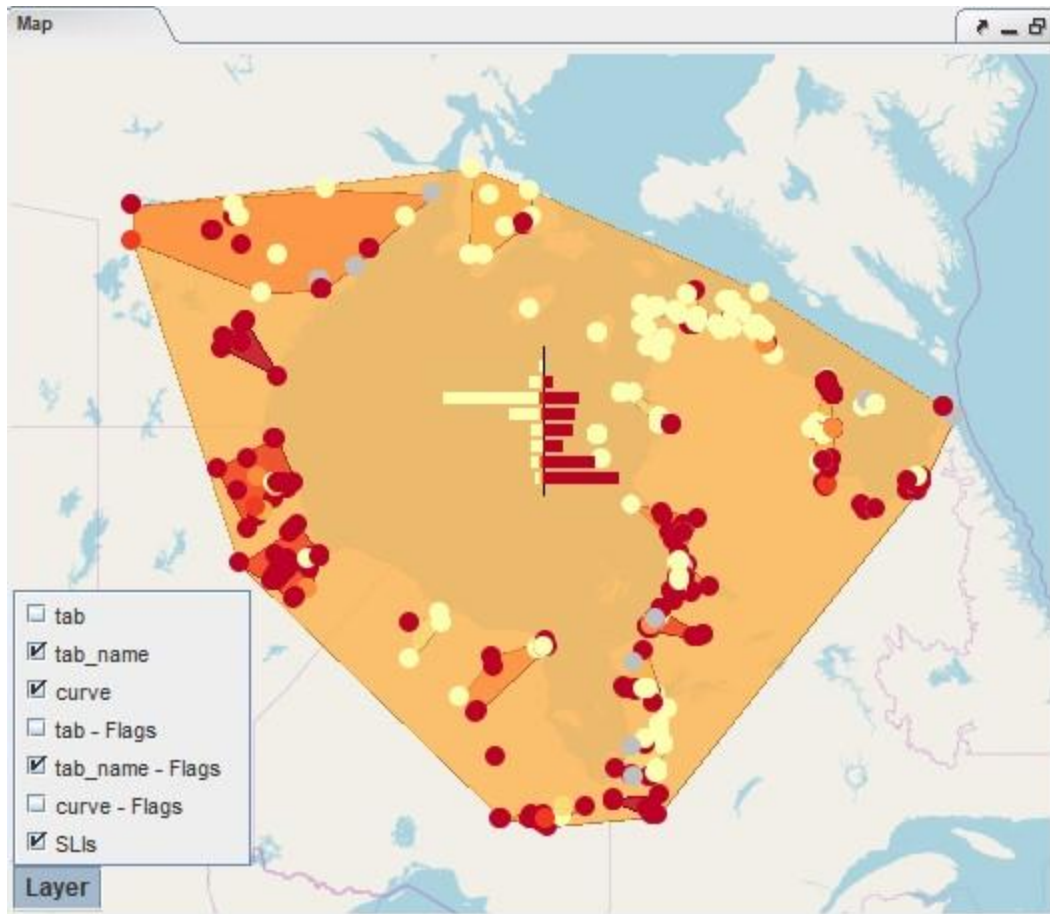 Map
tab
tab_name
curve
tab - Flags
tab_name - Flags
curve - Flags
SLIs
Layer